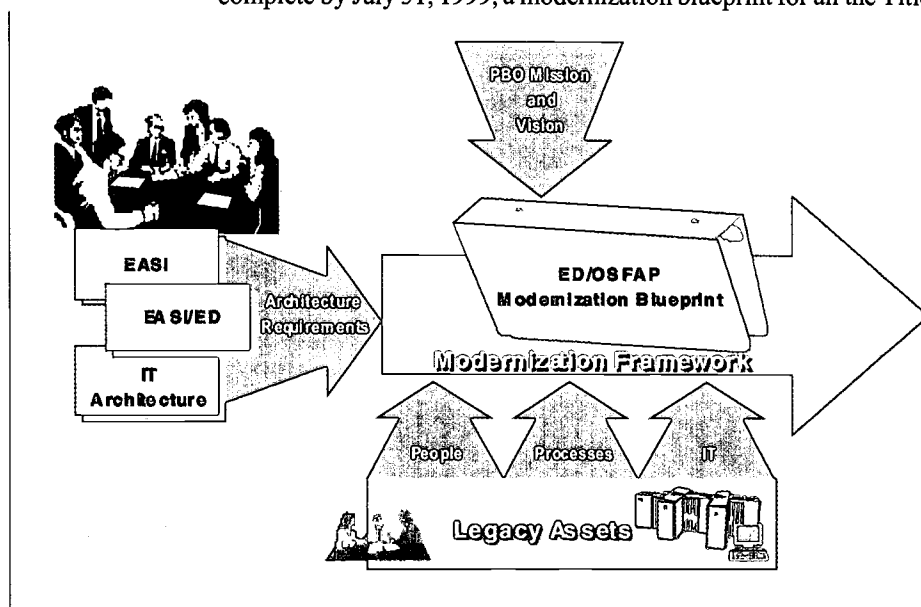 complete by July 31, 1999, a modernization blueprint for all the Titl
PBO Mission
and
Vision
EASI
EASI/ED
IT
Architecture
Architecture
Requirements
ED/OSFAP
Modernization Blueprint
Modernization Framework
People
Processes
IT
Legacy Assets